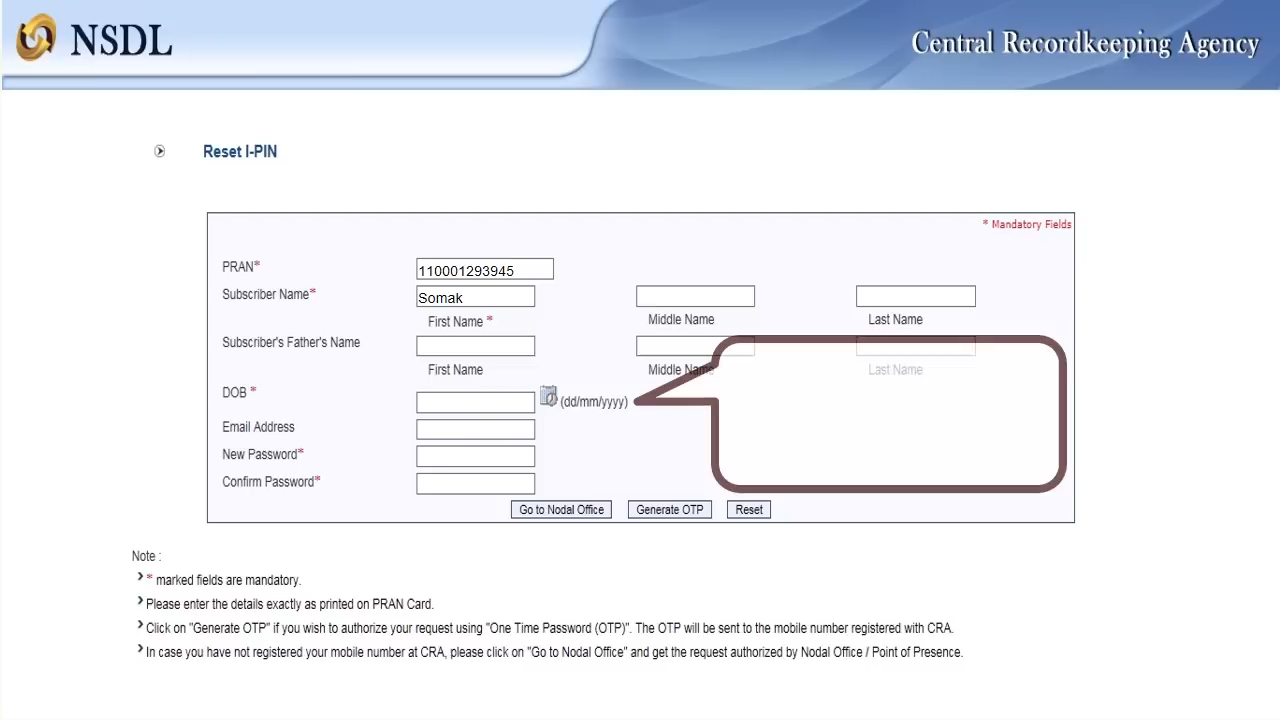 NSDL
Central Recordkeeping Agency
Reset I-PIN
* Mandatory Fields
PRAN* 110001293945
Subscriber Name* Somak
First Name * Middle Name Last Name
Subscriber's Father's Name
First Name Middle Name Last Name
DOB * (dd/mm/yyyy)
Email Address
New Password*
Confirm Password*
Go to Nodal Office Generate OTP Reset
Note :
* marked fields are mandatory.
Please enter the details exactly as printed on PRAN Card.
Click on "Generate OTP" if you wish to authorize your request using "One Time Password (OTP)". The OTP will be sent to the mobile number registered with CRA.
In case you have not registered your mobile number at CRA, please click on "Go to Nodal Office" and get the request authorized by Nodal Office / Point of Presence.